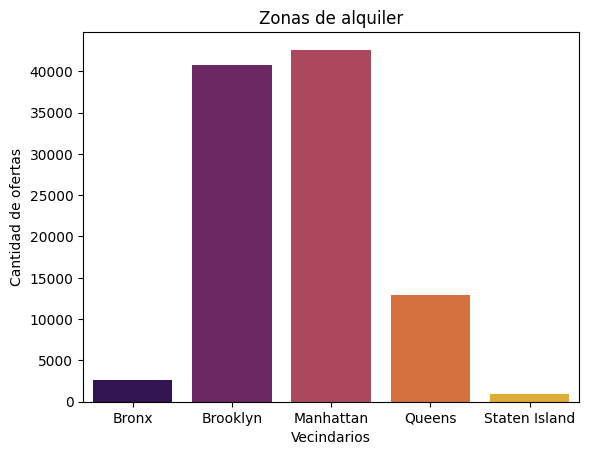 Zonas de alquiler
Cantidad de ofertas
40000
35000
30000
25000
20000
15000
10000
5000
0
Bronx Brooklyn Manhattan Queens Staten Island
Vecindarios